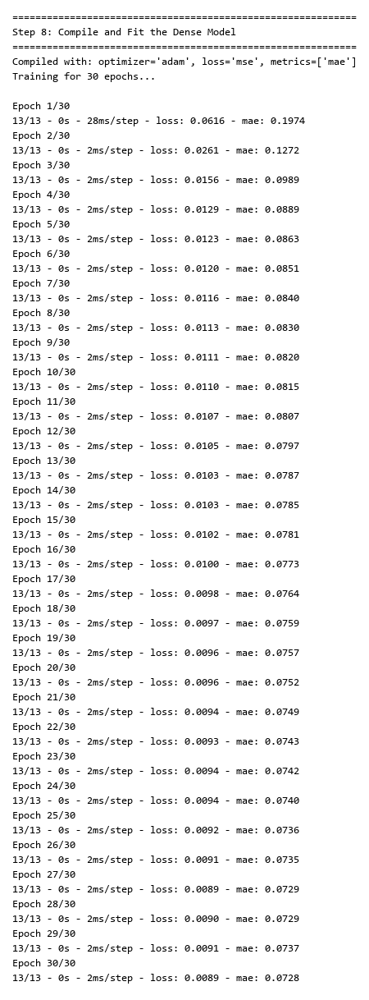 ============================================================
Step 8: Compile and Fit the Dense Model
============================================================
Compiled with: optimizer='adam', loss='mse', metrics=['mae']
Training for 30 epochs...
Epoch 1/30
13/13 - 0s - 28ms/step - loss: 0.0616 - mae: 0.1974
Epoch 2/30
13/13 - 0s - 2ms/step - loss: 0.0261 - mae: 0.1272
Epoch 3/30
13/13 - 0s - 2ms/step - loss: 0.0156 - mae: 0.0989
Epoch 4/30
13/13 - 0s - 2ms/step - loss: 0.0129 - mae: 0.0889
Epoch 5/30
13/13 - 0s - 2ms/step - loss: 0.0123 - mae: 0.0863
Epoch 6/30
13/13 - 0s - 2ms/step - loss: 0.0120 - mae: 0.0851
Epoch 7/30
13/13 - 0s - 2ms/step - loss: 0.0116 - mae: 0.0840
Epoch 8/30
13/13 - 0s - 2ms/step - loss: 0.0113 - mae: 0.0830
Epoch 9/30
13/13 - 0s - 2ms/step - loss: 0.0111 - mae: 0.0820
Epoch 10/30
13/13 - 0s - 2ms/step - loss: 0.0110 - mae: 0.0815
Epoch 11/30
13/13 - 0s - 2ms/step - loss: 0.0107 - mae: 0.0807
Epoch 12/30
13/13 - 0s - 2ms/step - loss: 0.0105 - mae: 0.0797
Epoch 13/30
13/13 - 0s - 2ms/step - loss: 0.0103 - mae: 0.0787
Epoch 14/30
13/13 - 0s - 2ms/step - loss: 0.0103 - mae: 0.0785
Epoch 15/30
13/13 - 0s - 2ms/step - loss: 0.0102 - mae: 0.0781
Epoch 16/30
13/13 - 0s - 2ms/step - loss: 0.0100 - mae: 0.0773
Epoch 17/30
13/13 - 0s - 2ms/step - loss: 0.0098 - mae: 0.0764
Epoch 18/30
13/13 - 0s - 2ms/step - loss: 0.0097 - mae: 0.0759
Epoch 19/30
13/13 - 0s - 2ms/step - loss: 0.0096 - mae: 0.0757
Epoch 20/30
13/13 - 0s - 2ms/step - loss: 0.0096 - mae: 0.0752
Epoch 21/30
13/13 - 0s - 2ms/step - loss: 0.0094 - mae: 0.0749
Epoch 22/30
13/13 - 0s - 2ms/step - loss: 0.0093 - mae: 0.0743
Epoch 23/30
13/13 - 0s - 2ms/step - loss: 0.0094 - mae: 0.0742
Epoch 24/30
13/13 - 0s - 2ms/step - loss: 0.0094 - mae: 0.0740
Epoch 25/30
13/13 - 0s - 2ms/step - loss: 0.0092 - mae: 0.0736
Epoch 26/30
13/13 - 0s - 2ms/step - loss: 0.0091 - mae: 0.0735
Epoch 27/30
13/13 - 0s - 2ms/step - loss: 0.0089 - mae: 0.0729
Epoch 28/30
13/13 - 0s - 2ms/step - loss: 0.0090 - mae: 0.0729
Epoch 29/30
13/13 - 0s - 2ms/step - loss: 0.0091 - mae: 0.0737
Epoch 30/30
13/13 - 0s - 2ms/step - loss: 0.0089 - mae: 0.0728